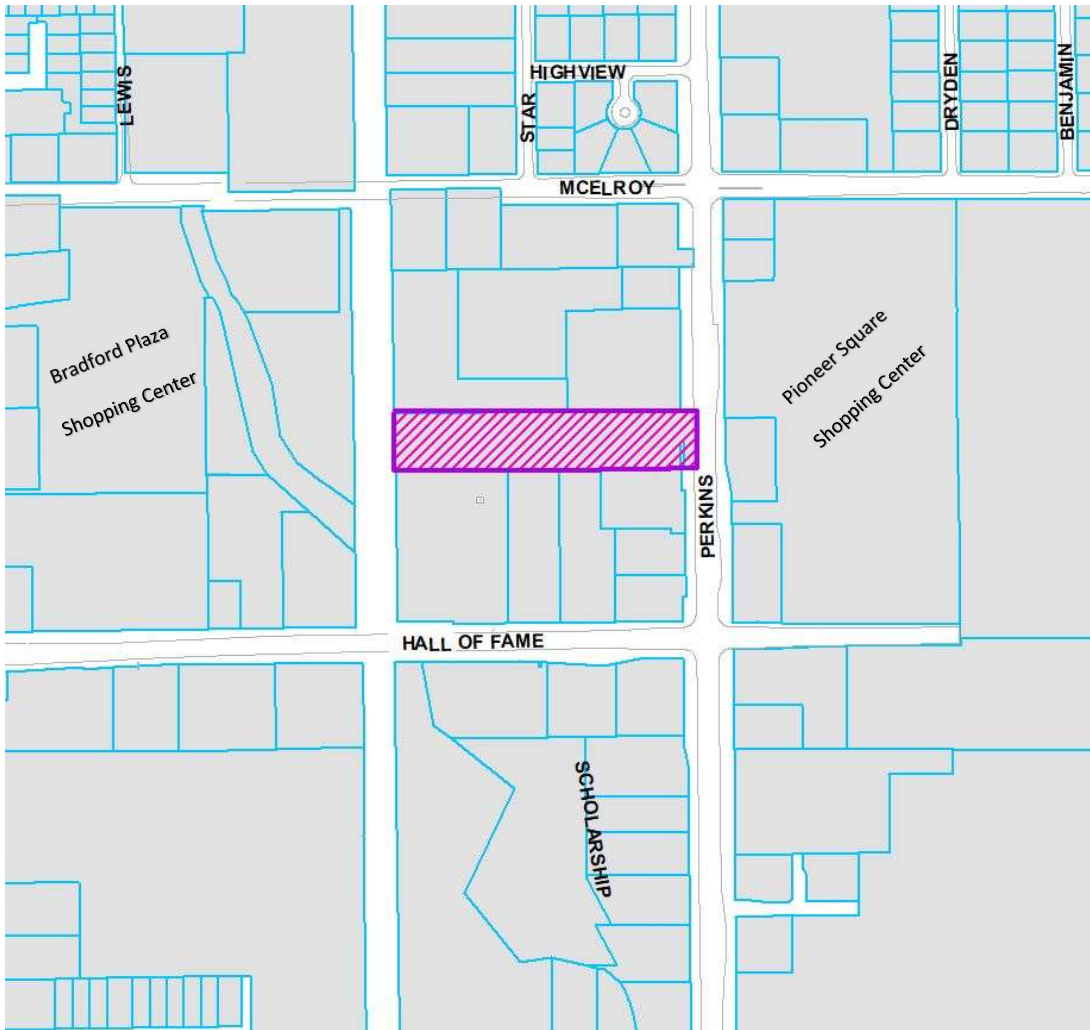 HIGHVIEW
LEWIS
STAR
DRYDEN
BENJAMIN
MCELROY
Bradford Plaza
Shopping Center
Pioneer Square
Shopping Center
PERKINS
HALL OF FAME
SCHOLARSHIP